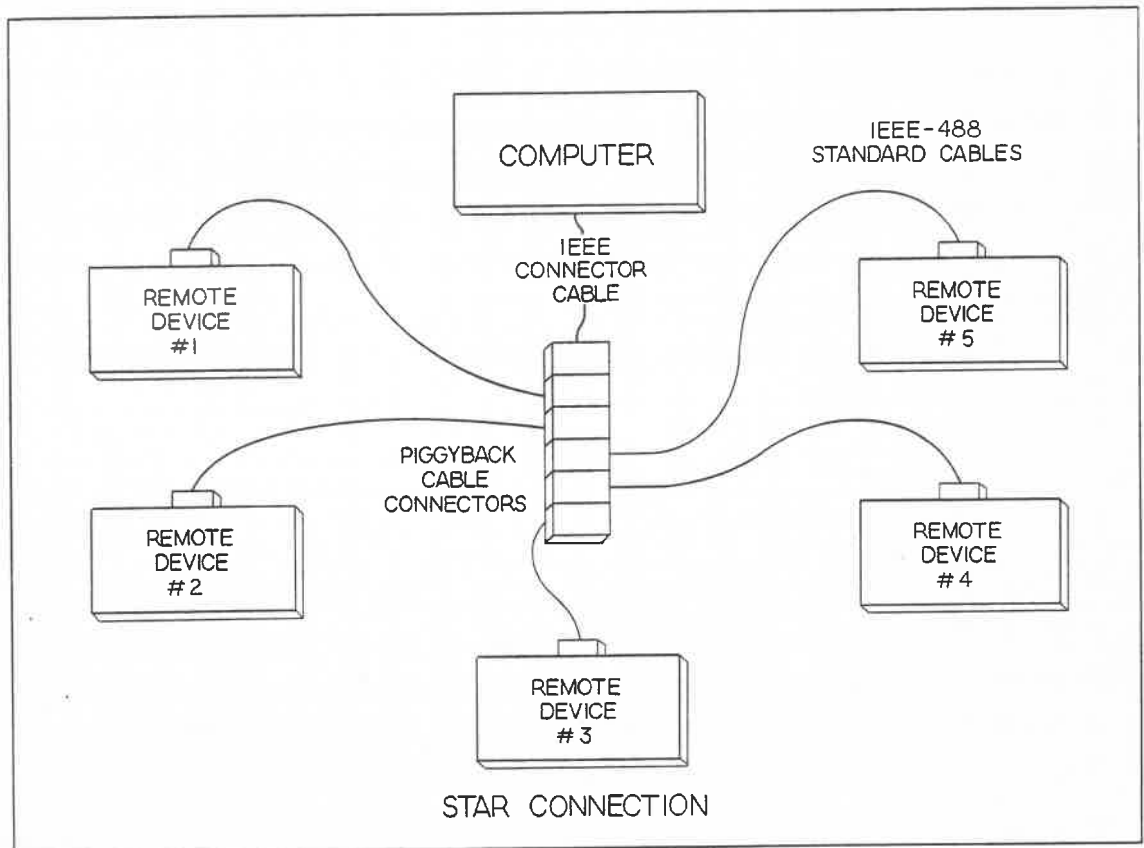 COMPUTER
IEEE-488
STANDARD CABLES
IEEE
CONNECTOR
CABLE
REMOTE
DEVICE
#1
REMOTE
DEVICE
#5
PIGGYBACK
CABLE
CONNECTORS
REMOTE
DEVICE
#2
REMOTE
DEVICE
#4
REMOTE
DEVICE
#3
STAR CONNECTION